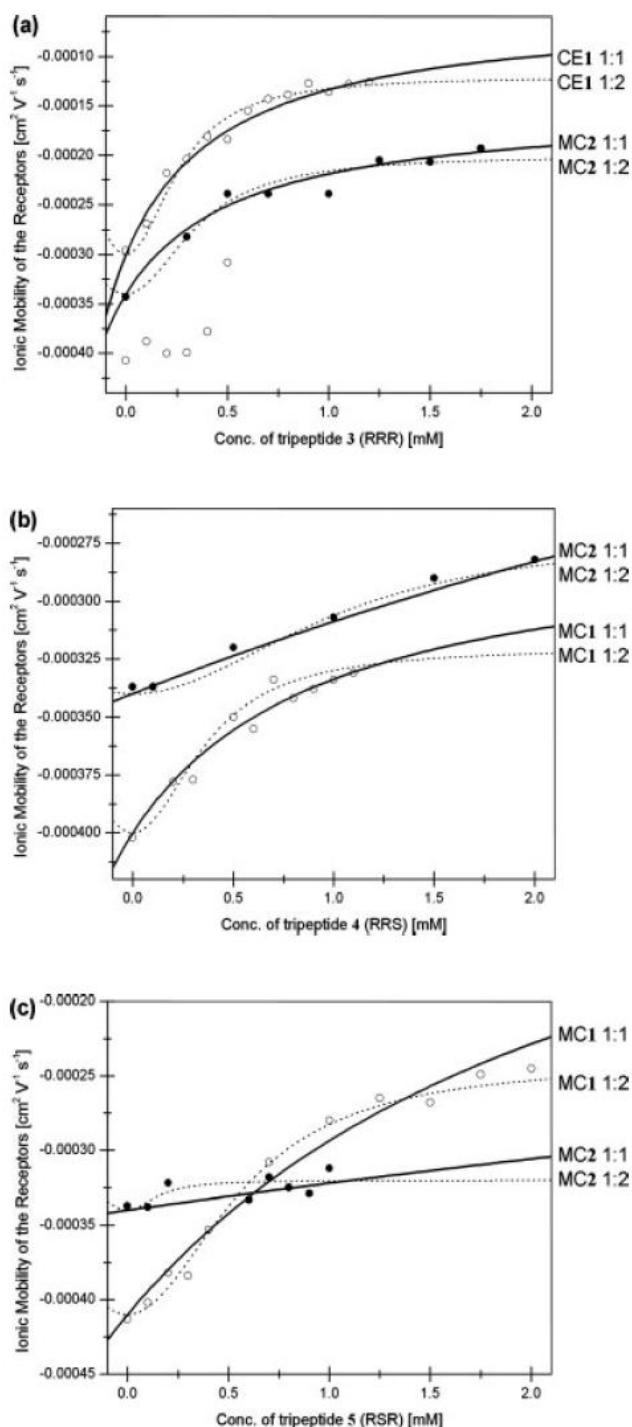 (a)
-0.00010
-0.00015
-0.00020
-0.00025
-0.00030
-0.00035
-0.00040
Ionic Mobility of the Receptors [cm² V⁻¹ s⁻¹]
CE1 1:1
CE1 1:2
MC2 1:1
MC2 1:2
0.0 0.5 1.0 1.5 2.0
Conc. of tripeptide 3 (RRR) [mM]
(b)
-0.000275
-0.000300
-0.000325
-0.000350
-0.000375
-0.000400
Ionic Mobility of the Receptors [cm² V⁻¹ s⁻¹]
MC2 1:1
MC2 1:2
MC1 1:1
MC1 1:2
0.0 0.5 1.0 1.5 2.0
Conc. of tripeptide 4 (RRS) [mM]
(c)
-0.00020
-0.00025
-0.00030
-0.00035
-0.00040
-0.00045
Ionic Mobility of the Receptors [cm² V⁻¹ s⁻¹]
MC1 1:1
MC1 1:2
MC2 1:1
MC2 1:2
0.0 0.5 1.0 1.5 2.0
Conc. of tripeptide 5 (RSR) [mM]